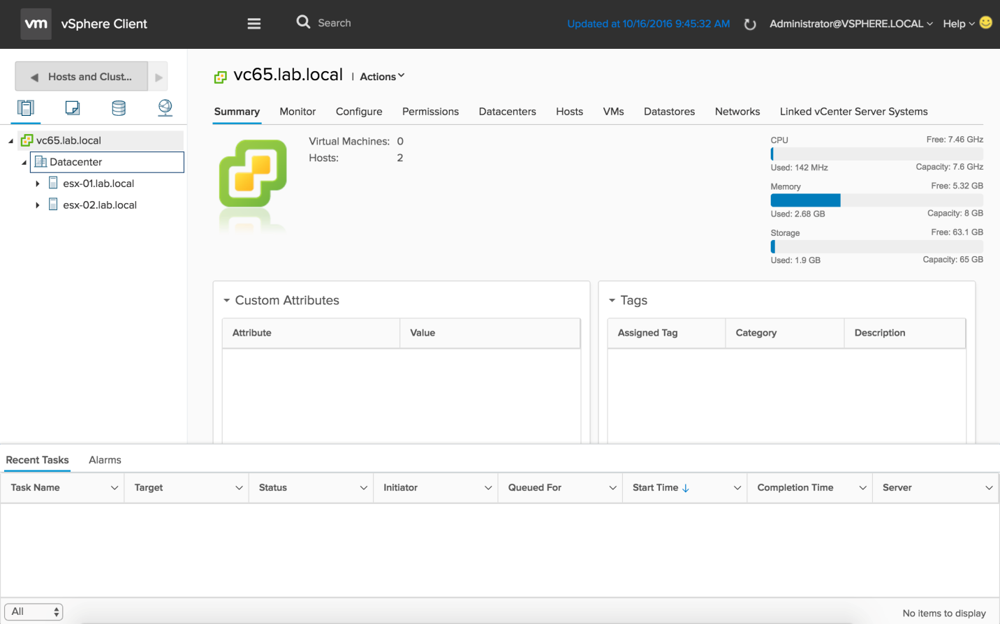 vm vSphere Client Search Updated at 10/16/2016 9:45:32 AM Administrator@VSPHERE.LOCAL Help
Hosts and Clust...
vc65.lab.local
Datacenter
esx-01.lab.local
esx-02.lab.local
vc65.lab.local | Actions
Summary Monitor Configure Permissions Datacenters Hosts VMs Datastores Networks Linked vCenter Server Systems
Virtual Machines: 0
Hosts: 2
CPU Free: 7.46 GHz
Used: 142 MHz Capacity: 7.6 GHz
Memory Free: 5.32 GB
Used: 2.68 GB Capacity: 8 GB
Storage Free: 63.1 GB
Used: 1.9 GB Capacity: 65 GB
Custom Attributes
Attribute Value
Tags
Assigned Tag Category Description
Recent Tasks Alarms
Task Name Target Status Initiator Queued For Start Time Completion Time Server
All No items to display